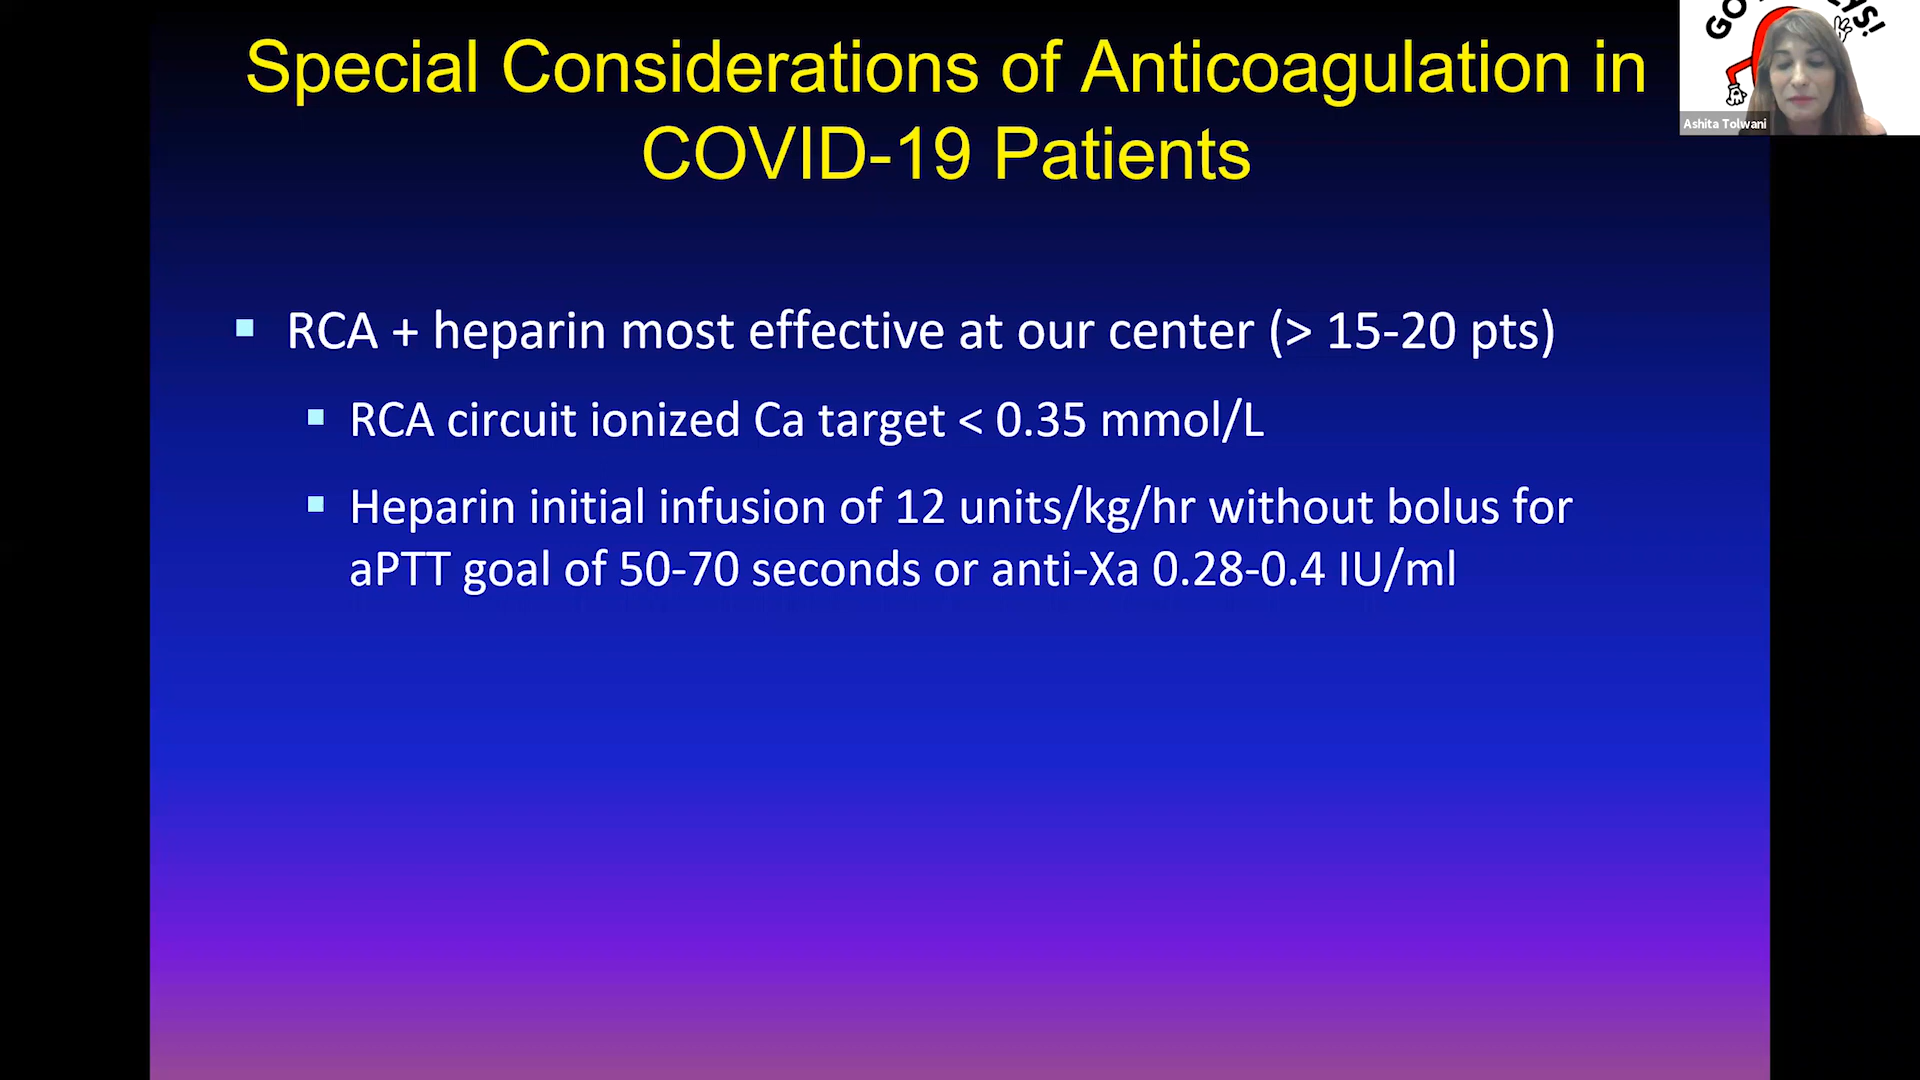 Special Considerations of Anticoagulation in
COVID-19 Patients
Ashita Tolwani
RCA + heparin most effective at our center (> 15-20 pts)
RCA circuit ionized Ca target < 0.35 mmol/L
Heparin initial infusion of 12 units/kg/hr without bolus for
aPTT goal of 50-70 seconds or anti-Xa 0.28-0.4 IU/ml